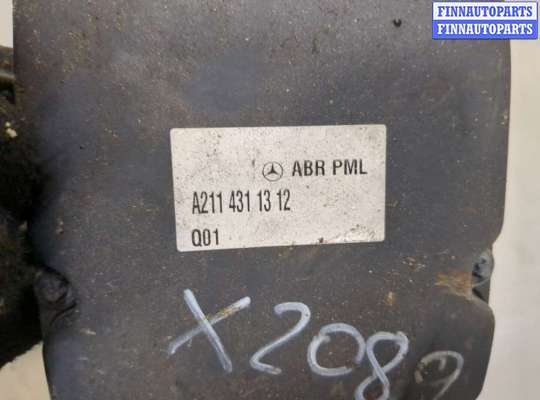 FINNAUTOPARTS
FINNAUTOPARTS
ABR PML
A211 431 13 12
Q01
X2089